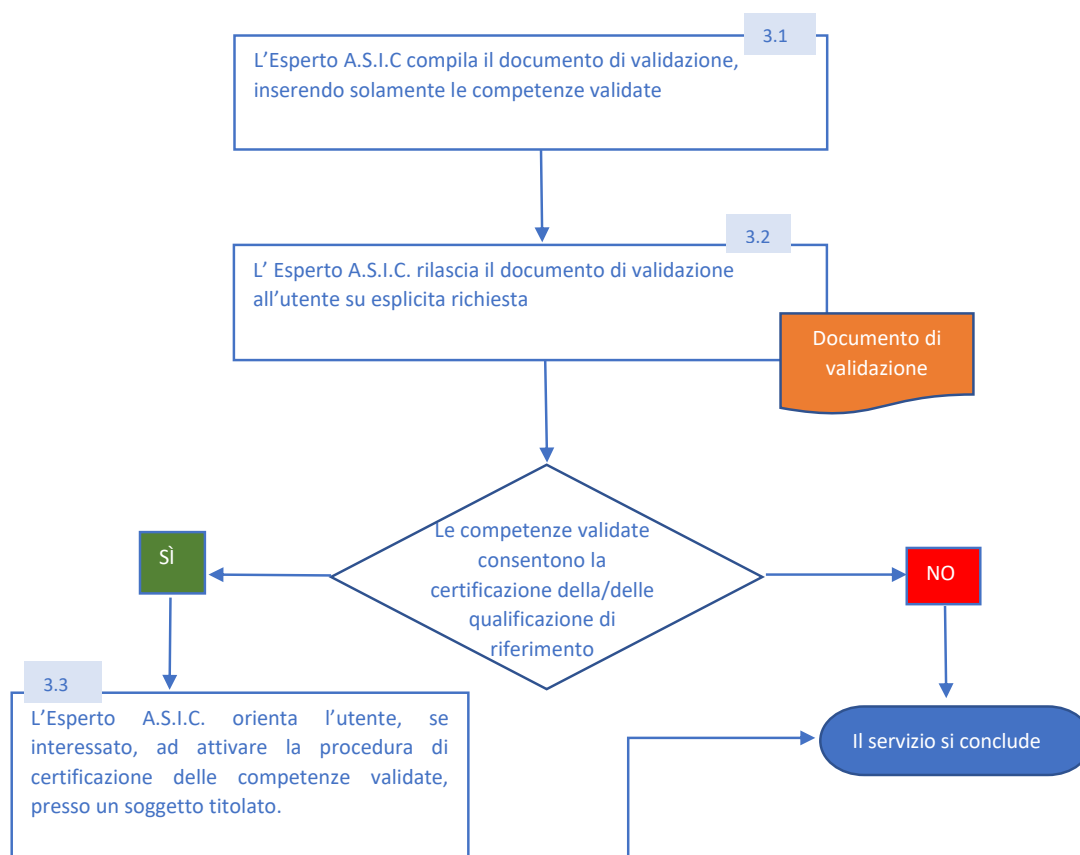 3.1
L’Esperto A.S.I.C compila il documento di validazione,
inserendo solamente le competenze validate
3.2
L’ Esperto A.S.I.C. rilascia il documento di validazione
all’utente su esplicita richiesta
Documento di
validazione
Le competenze validate
consentono la
certificazione della/delle
qualificazione di
riferimento
SÌ
NO
3.3
L’Esperto A.S.I.C. orienta l’utente, se
interessato, ad attivare la procedura di
certificazione delle competenze validate,
presso un soggetto titolato.
Il servizio si conclude